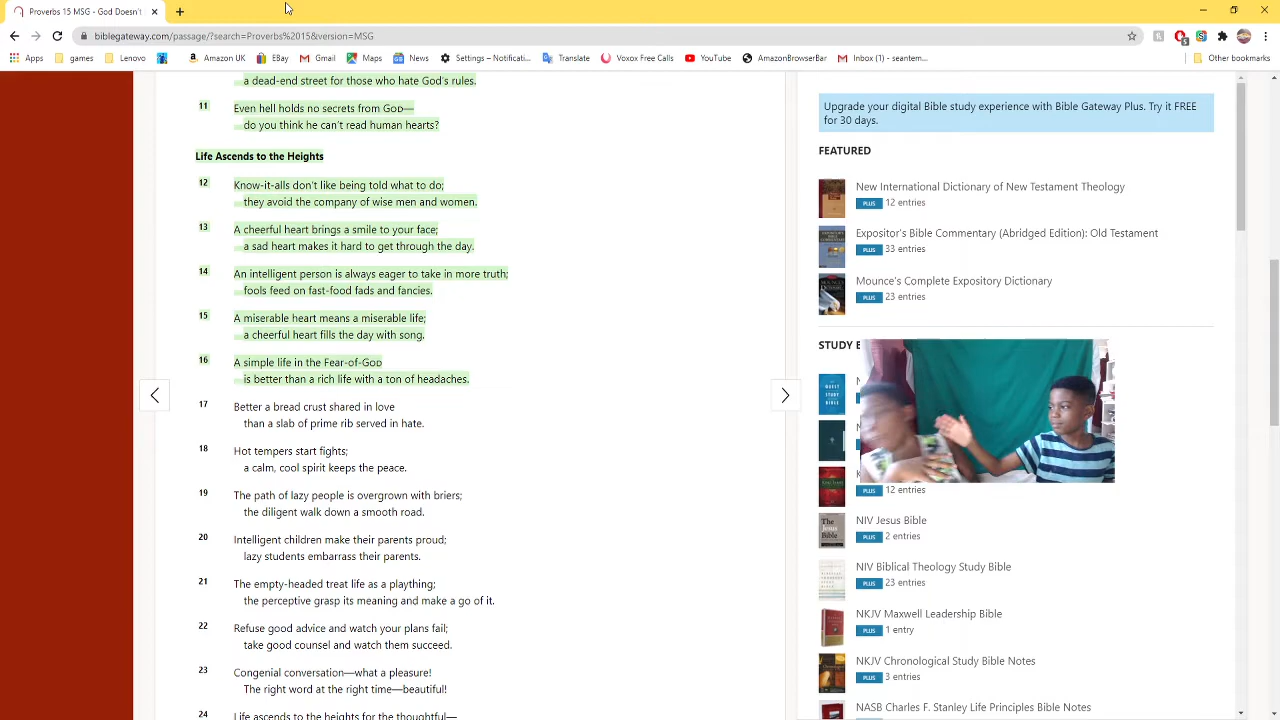 Proverbs 15 MSG - God Doesn't
biblegateway.com/passage/?search=Proverbs%2015&version=MSG
Apps
games
Lenovo
Amazon UK
EBay
Gmail
Maps
News
Settings – Notificati...
Translate
Voxox Free Calls
YouTube
AmazonBrowserBar
Inbox (1) - seantem...
Other bookmarks
a dead-end street for those who hate God's rules.
11 Even hell holds no secrets from GOD—
do you think he can't read human hearts?
Life Ascends to the Heights
12 Know-it-alls don't like being told what to do;
they avoid the company of wise men and women.
13 A cheerful heart brings a smile to your face;
a sad heart makes it hard to get through the day.
14 An intelligent person is always eager to take in more truth;
fools feed on fast-food fads and fancies.
15 A miserable heart means a miserable life;
a cheerful heart fills the day with song.
16 A simple life in the Fear-of-GOD
is better than a rich life with a ton of headaches.
17 Better a bread crust shared in love
than a slab of prime rib served in hate.
18 Hot tempers start fights;
a calm, cool spirit keeps the peace.
19 The path of lazy people is overgrown with briers;
the diligent walk down a smooth road.
20 Intelligent children make their parents proud;
lazy students embarrass their parents.
21 The empty-headed treat life as a plaything;
the perceptive grasp its meaning and make a go of it.
22 Refuse good advice and watch your plans fail;
take good counsel and watch them succeed.
23 Congenial conversation—what a pleasure!
The right word at the right time—beautiful!
24 Life ascends to the heights for the thoughtful—
Upgrade your digital Bible study experience with Bible Gateway Plus. Try it FREE
for 30 days.
FEATURED
New International Dictionary of New Testament Theology
PLUS 12 entries
Expositor's Bible Commentary (Abridged Edition): Old Testament
PLUS 33 entries
Mounce's Complete Expository Dictionary
PLUS 23 entries
STUDY B
PLUS 12 entries
NIV Jesus Bible
PLUS 2 entries
NIV Biblical Theology Study Bible
PLUS 23 entries
NKJV Maxwell Leadership Bible
PLUS 1 entry
NKJV Chronological Study Bible Notes
PLUS 3 entries
NASB Charles F. Stanley Life Principles Bible Notes